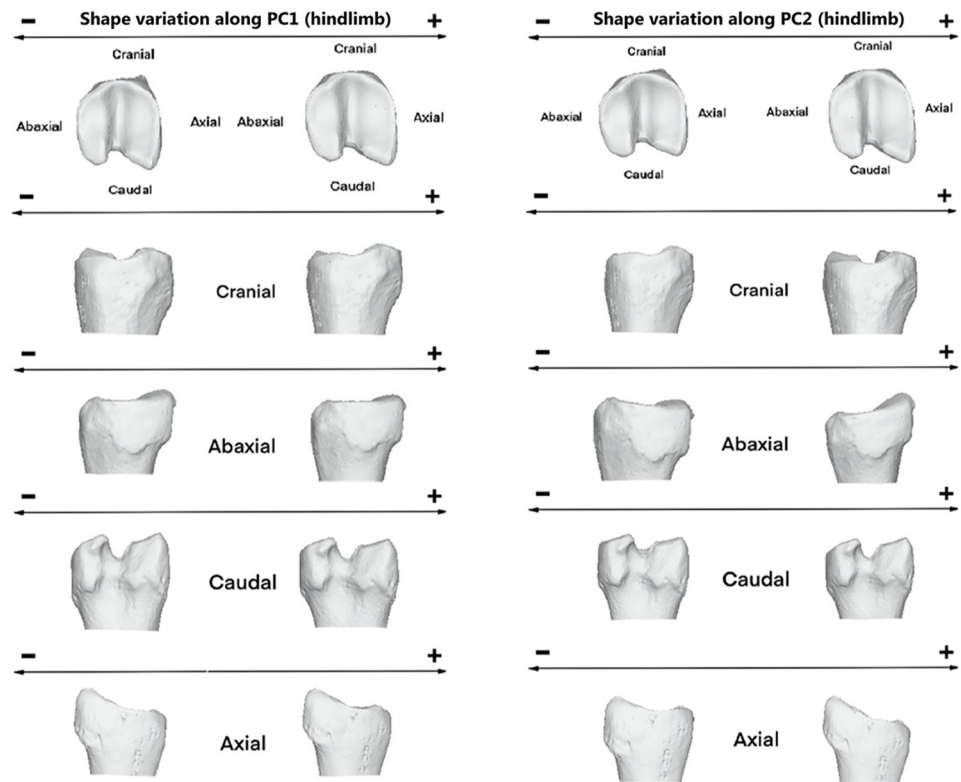 Shape variation along PC1 (hindlimb)
- +
Cranial Cranial
Abaxial Axial Abaxial Axial
Caudal Caudal
- +
Cranial
- +
Abaxial
- +
Caudal
- +
Axial
Shape variation along PC2 (hindlimb)
- +
Cranial Cranial
Abaxial Axial Abaxial Axial
Caudal Caudal
- +
Cranial
- +
Abaxial
- +
Caudal
- +
Axial